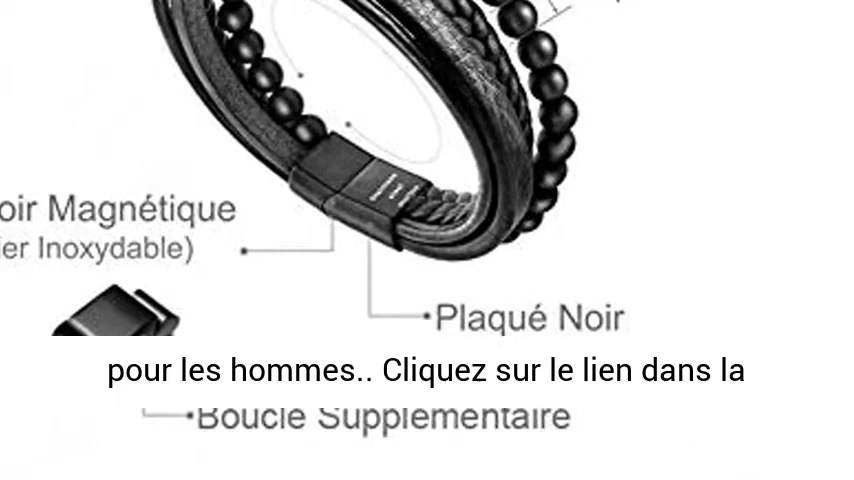 oir Magnétique
ier Inoxydable)
Plaqué Noir
pour les hommes.. Cliquez sur le lien dans la
Boucle Supplémentaire